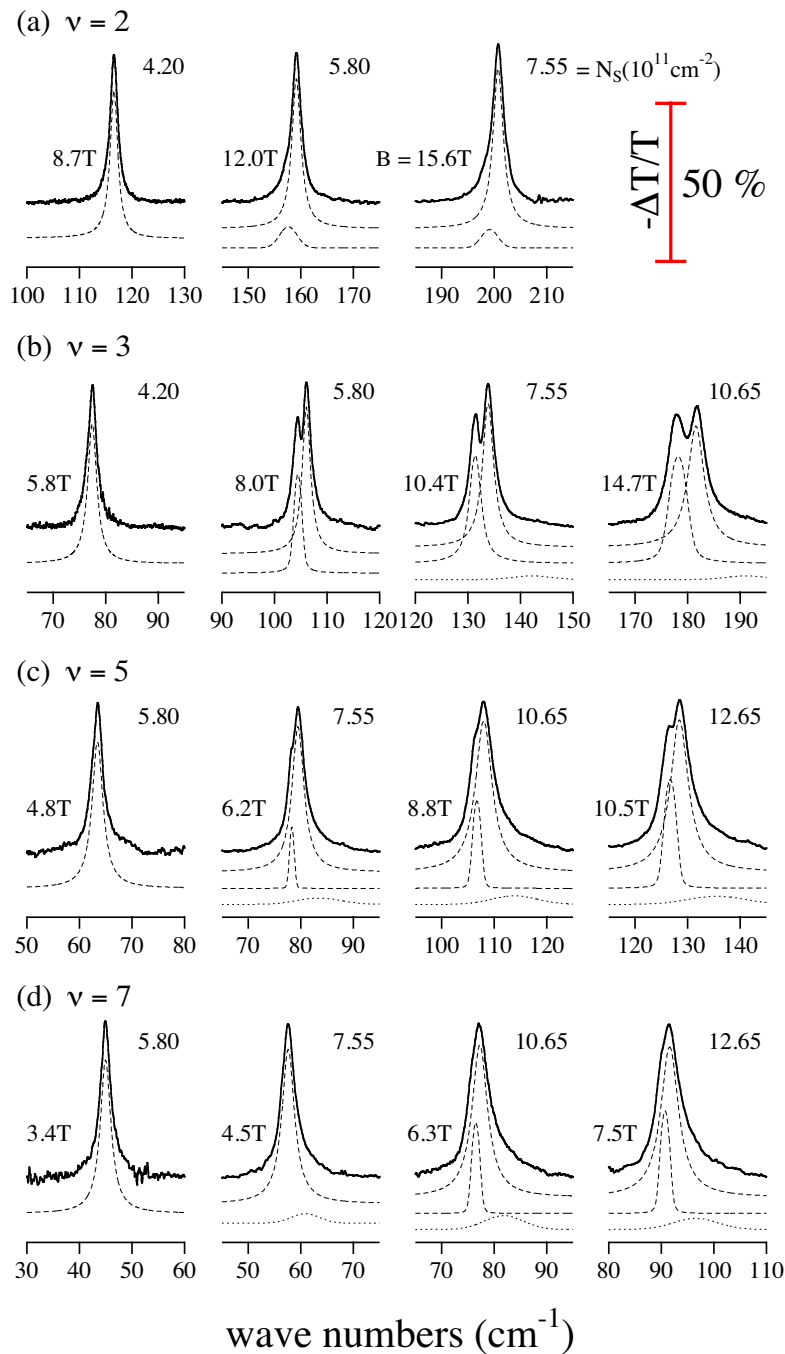 (a) ν = 2
4.20 5.80 7.55 = N_S(10^11cm^-2)
8.7T 12.0T B = 15.6T
-ΔT/T 50 %
100 110 120 130 150 160 170 190 200 210
(b) ν = 3
4.20 5.80 7.55 10.65
5.8T 8.0T 10.4T 14.7T
70 80 90 90 100 110 120 120 130 140 150 170 180 190
(c) ν = 5
5.80 7.55 10.65 12.65
4.8T 6.2T 8.8T 10.5T
50 60 70 80 70 80 90 100 110 120 120 130 140
(d) ν = 7
5.80 7.55 10.65 12.65
3.4T 4.5T 6.3T 7.5T
30 40 50 60 50 60 70 70 80 90 80 90 100 110
wave numbers (cm^-1)